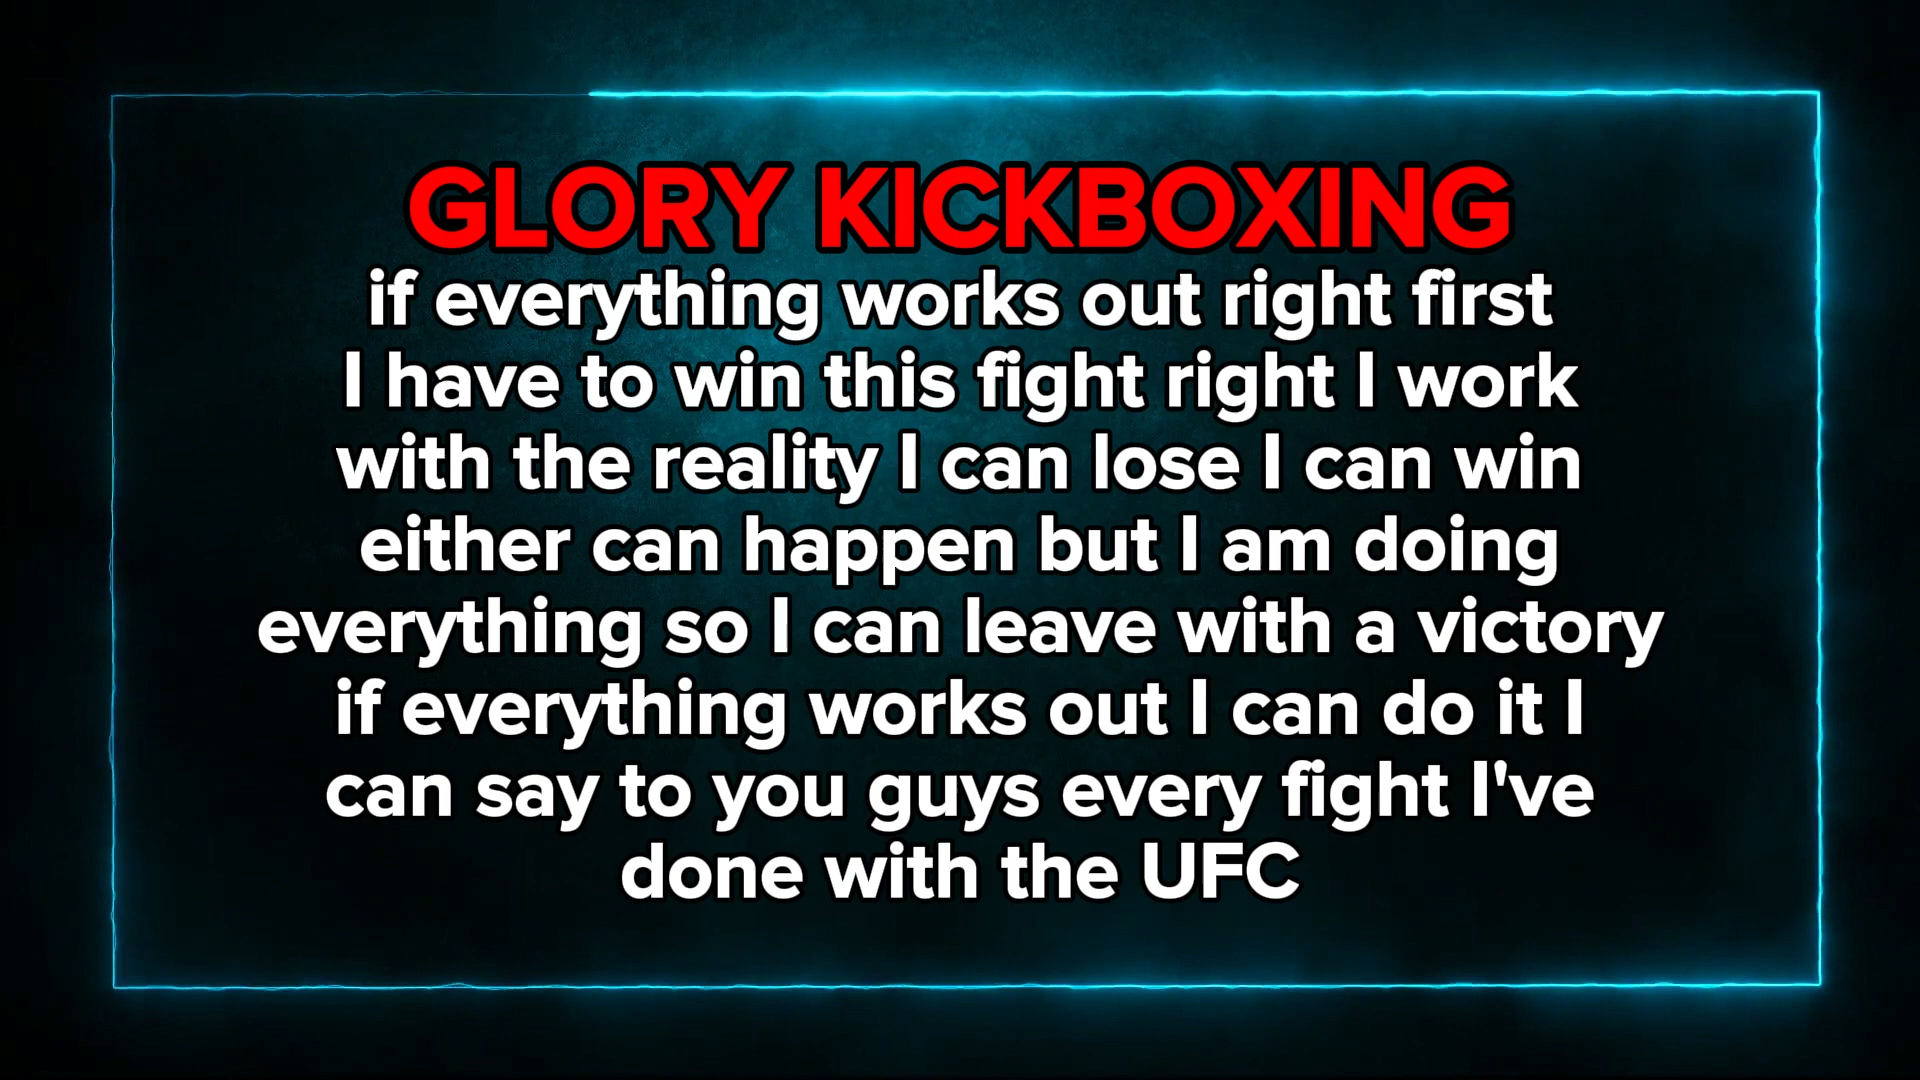 GLORY KICKBOXING
if everything works out right first
I have to win this fight right I work
with the reality I can lose I can win
either can happen but I am doing
everything so I can leave with a victory
if everything works out I can do it I
can say to you guys every fight I've
done with the UFC